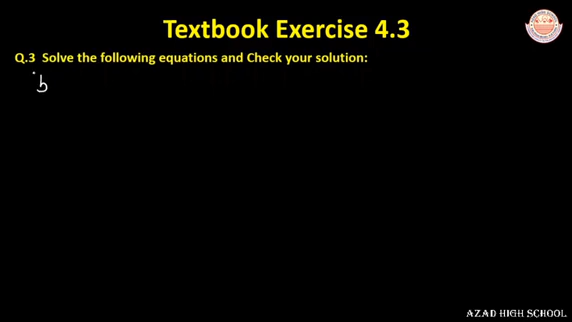 Textbook Exercise 4.3
Q.3 Solve the following equations and Check your solution:
b
AZAD HIGH SCHOOL